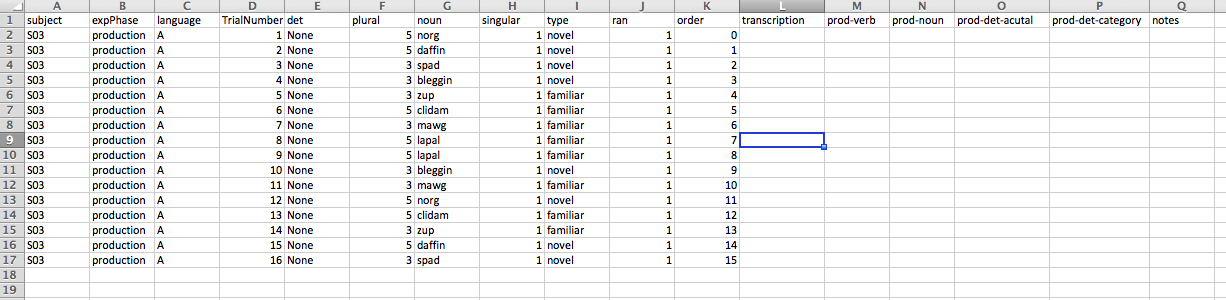 A B C D E F G H I J K L M N O P Q
1 subject expPhase language TrialNumber det plural noun singular type ran order transcription prod-verb prod-noun prod-det-acutal prod-det-category notes
2 S03 production A 1 None 5 norg 1 novel 1 0
3 S03 production A 2 None 5 daffin 1 novel 1 1
4 S03 production A 3 None 3 spad 1 novel 1 2
5 S03 production A 4 None 3 bleggin 1 novel 1 3
6 S03 production A 5 None 3 zup 1 familiar 1 4
7 S03 production A 6 None 5 clidam 1 familiar 1 5
8 S03 production A 7 None 3 mawg 1 familiar 1 6
9 S03 production A 8 None 5 lapal 1 familiar 1 7
10 S03 production A 9 None 5 lapal 1 familiar 1 8
11 S03 production A 10 None 3 bleggin 1 novel 1 9
12 S03 production A 11 None 3 mawg 1 familiar 1 10
13 S03 production A 12 None 5 norg 1 novel 1 11
14 S03 production A 13 None 5 clidam 1 familiar 1 12
15 S03 production A 14 None 3 zup 1 familiar 1 13
16 S03 production A 15 None 5 daffin 1 novel 1 14
17 S03 production A 16 None 3 spad 1 novel 1 15
18
19